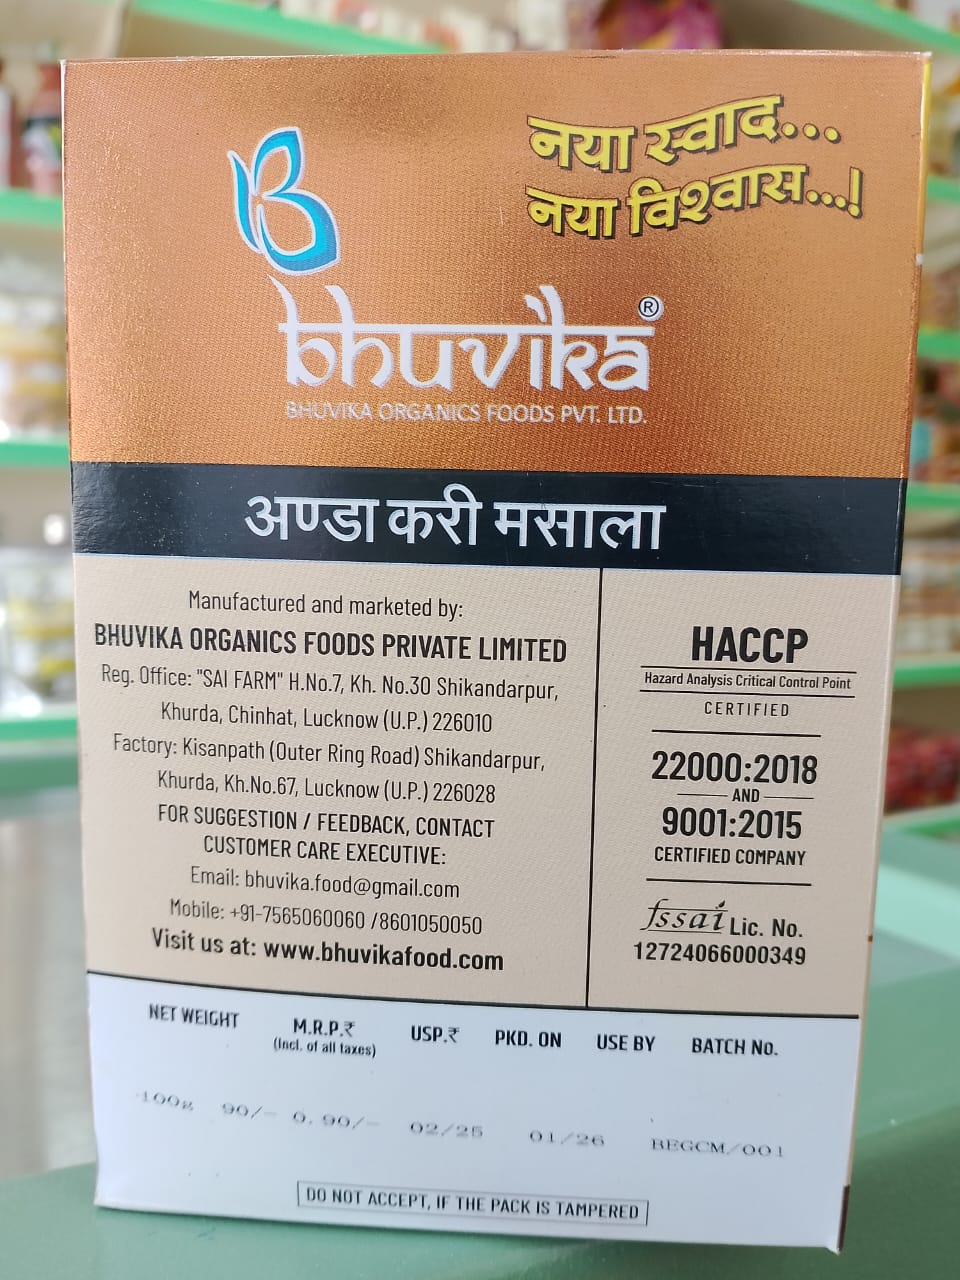 नया स्वाद...
नया विश्वास...!
bhuvika®
BHUVIKA ORGANICS FOODS PVT. LTD.
अण्डा करी मसाला
Manufactured and marketed by:
BHUVIKA ORGANICS FOODS PRIVATE LIMITED
Reg. Office: "SAI FARM" H.No.7, Kh. No.30 Shikandarpur,
Khurda, Chinhat, Lucknow (U.P.) 226010
Factory: Kisanpath (Outer Ring Road) Shikandarpur,
Khurda, Kh.No.67, Lucknow (U.P.) 226028
FOR SUGGESTION / FEEDBACK, CONTACT
CUSTOMER CARE EXECUTIVE:
Email: bhuvika.food@gmail.com
Mobile: +91-7565060060 /8601050050
Visit us at: www.bhuvikafood.com
HACCP
Hazard Analysis Critical Control Point
CERTIFIED
22000:2018
AND
9001:2015
CERTIFIED COMPANY
fssai Lic. No.
12724066000349
NET WEIGHT M.R.P.₹ USP.₹ PKD. ON USE BY BATCH No.
(Incl. of all taxes)
100g 90/- 0.90/- 02/25 01/26 BEGCM/001
DO NOT ACCEPT, IF THE PACK IS TAMPERED